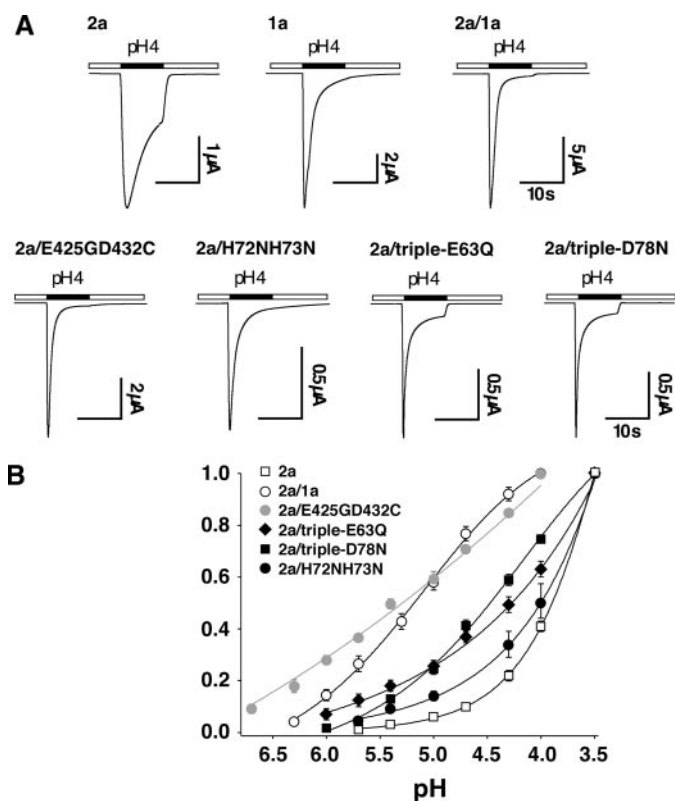 A
2a
1a
2a/1a
pH4
pH4
pH4
1µA
2µA
5µA
10s
2a/E425GD432C
2a/H72NH73N
2a/triple-E63Q
2a/triple-D78N
pH4
pH4
pH4
pH4
2µA
0.5µA
0.5µA
0.5µA
10s
B
2a
2a/1a
2a/E425GD432C
2a/triple-E63Q
2a/triple-D78N
2a/H72NH73N
1.0
0.8
0.6
0.4
0.2
0.0
6.5 6.0 5.5 5.0 4.5 4.0 3.5
pH